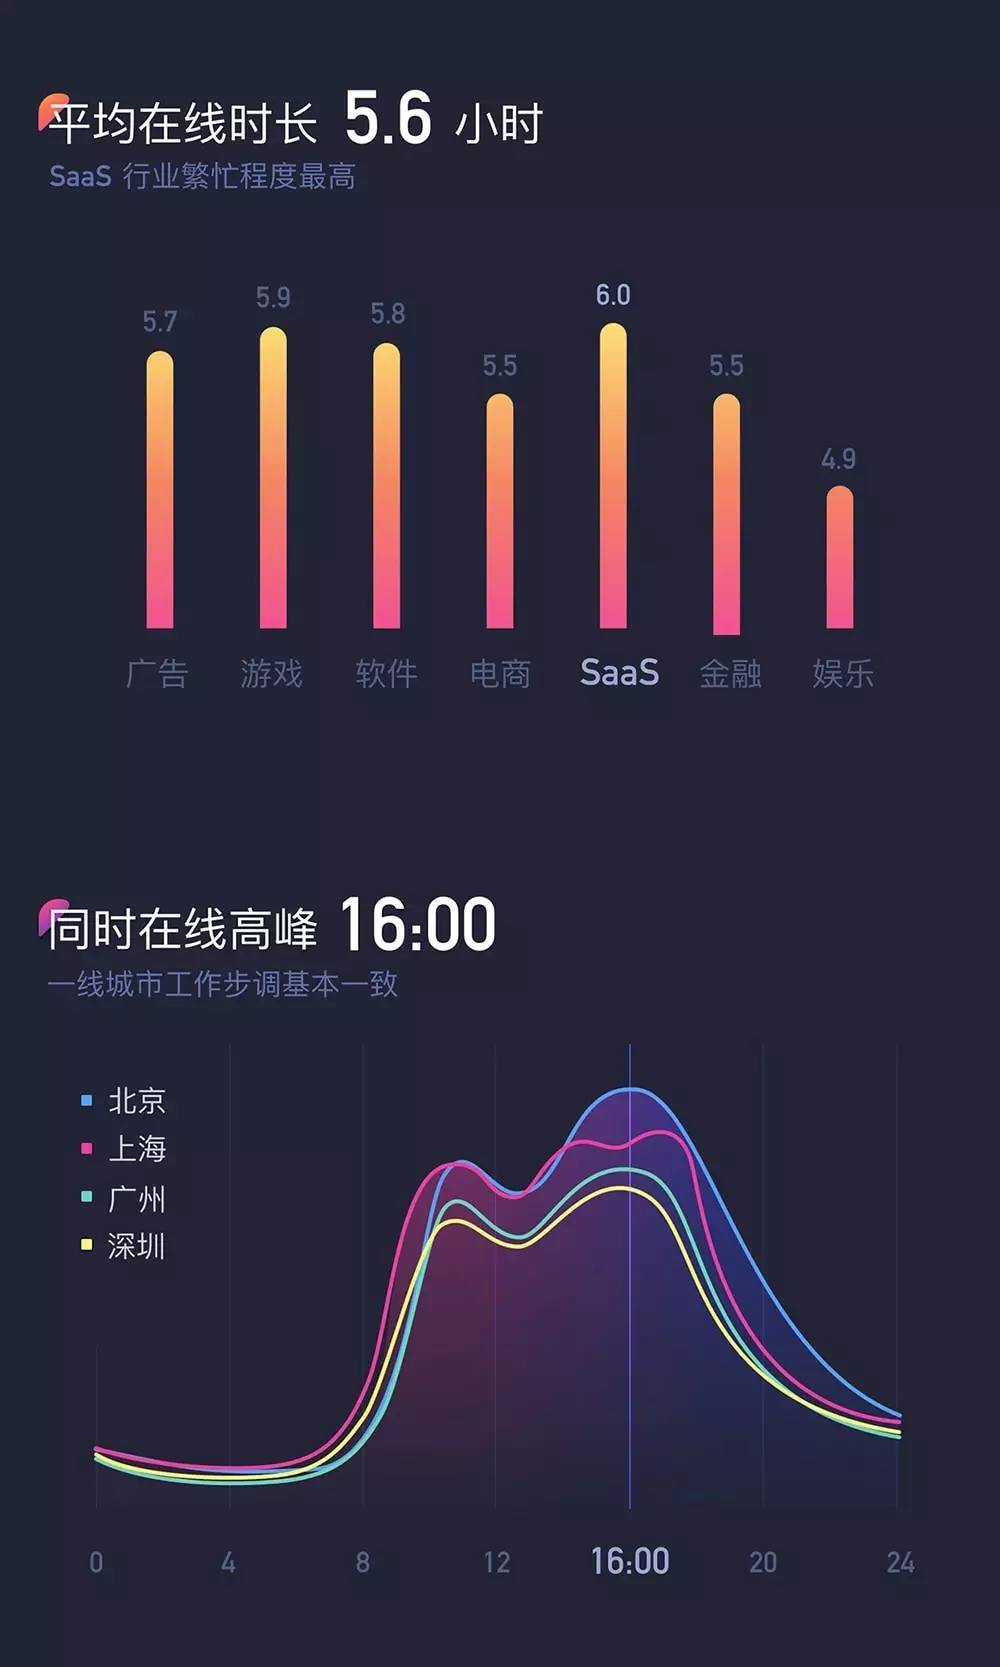 平均在线时长 5.6 小时
SaaS 行业繁忙程度最高
5.7 5.9 5.8 5.5 6.0 5.5 4.9
广告 游戏 软件 电商 SaaS 金融 娱乐
同时在线高峰 16:00
一线城市工作步调基本一致
北京
上海
广州
深圳
0 4 8 12 16:00 20 24